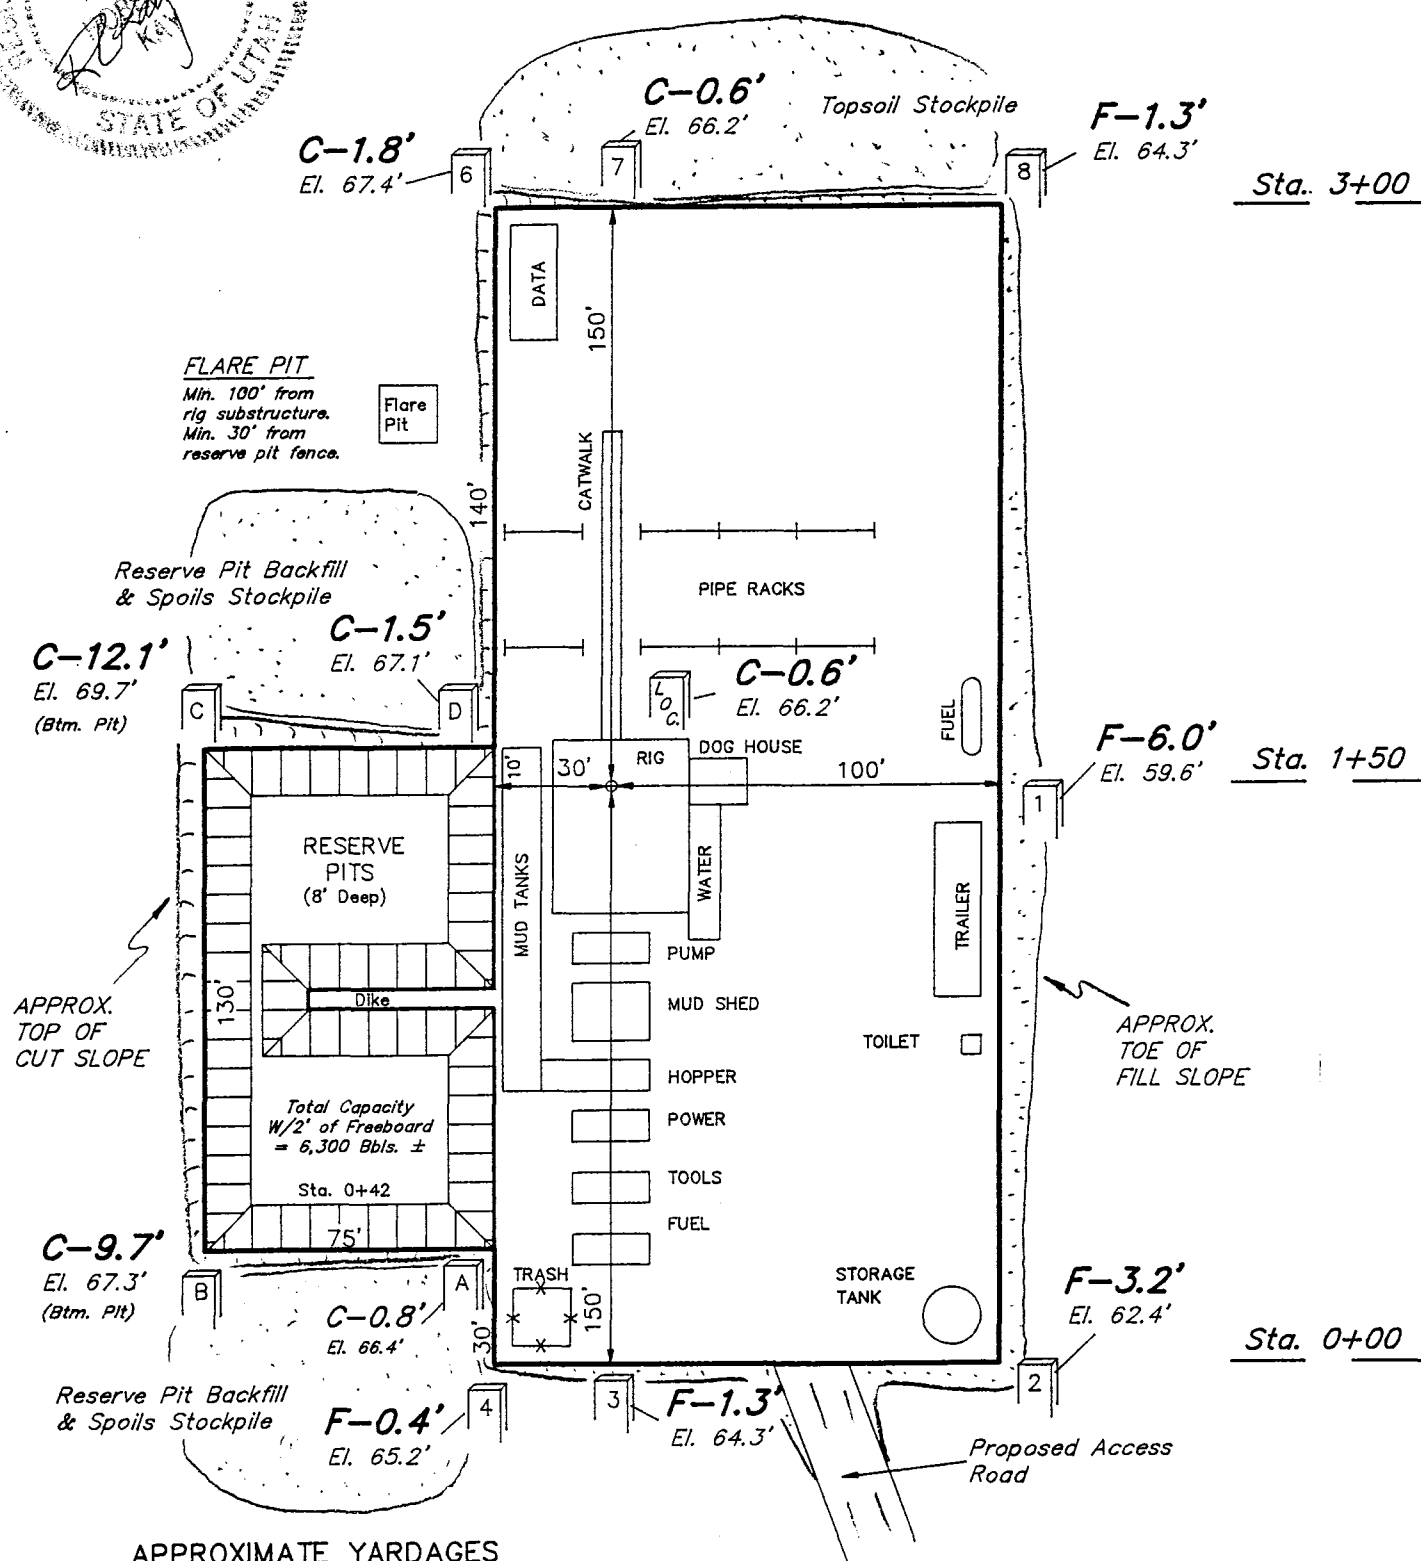 STATE OF UTAH
C-0.6'
El. 66.2'
Topsoil Stockpile
F-1.3'
El. 64.3'
C-1.8'
El. 67.4'
6
7
8
Sta. 3+00
DATA
150'
FLARE PIT
Min. 100' from
rig substructure.
Min. 30' from
reserve pit fence.
Flare
Pit
CATWALK
140'
Reserve Pit Backfill
& Spoils Stockpile
PIPE RACKS
C-1.5'
El. 67.1'
C-12.1'
El. 69.7'
(Btm. Pit)
C
D
LOC.
C-0.6'
El. 66.2'
FUEL
F-6.0'
El. 59.6'
Sta. 1+50
RIG
DOG HOUSE
10'
30'
100'
1
RESERVE
PITS
(8' Deep)
MUD TANKS
WATER
TRAILER
PUMP
Dike
130'
MUD SHED
APPROX.
TOP OF
CUT SLOPE
APPROX.
TOE OF
FILL SLOPE
TOILET
HOPPER
Total Capacity
W/2' of Freeboard
= 6,300 Bbls. ±
POWER
Sta. 0+42
TOOLS
FUEL
75'
C-9.7'
El. 67.3'
(Btm. Pit)
B
A
TRASH
STORAGE
TANK
F-3.2'
El. 62.4'
C-0.8'
El. 66.4'
30'
150'
Sta. 0+00
2
Reserve Pit Backfill
& Spoils Stockpile
F-0.4'
El. 65.2'
4
3
F-1.3'
El. 64.3'
Proposed Access
Road
APPROXIMATE YARDAGES